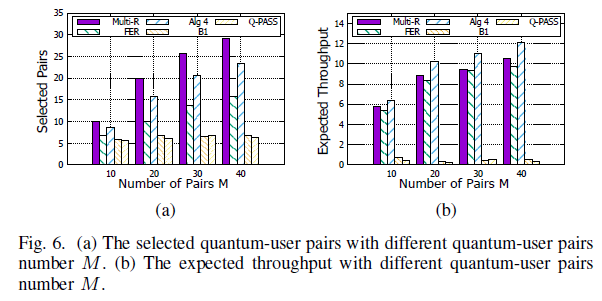 35
30
25
20
15
10
5
0
Selected Pairs
Multi-R Alg 4 Q-PASS
FER B1
10 20 30 40
Number of Pairs M
(a)
14
12
10
8
6
4
2
0
Expected Throughput
Multi-R Alg 4 Q-PASS
FER B1
10 20 30 40
Number of Pairs M
(b)
Fig. 6. (a) The selected quantum-user pairs with different quantum-user pairs
number M. (b) The expected throughput with different quantum-user pairs
number M.